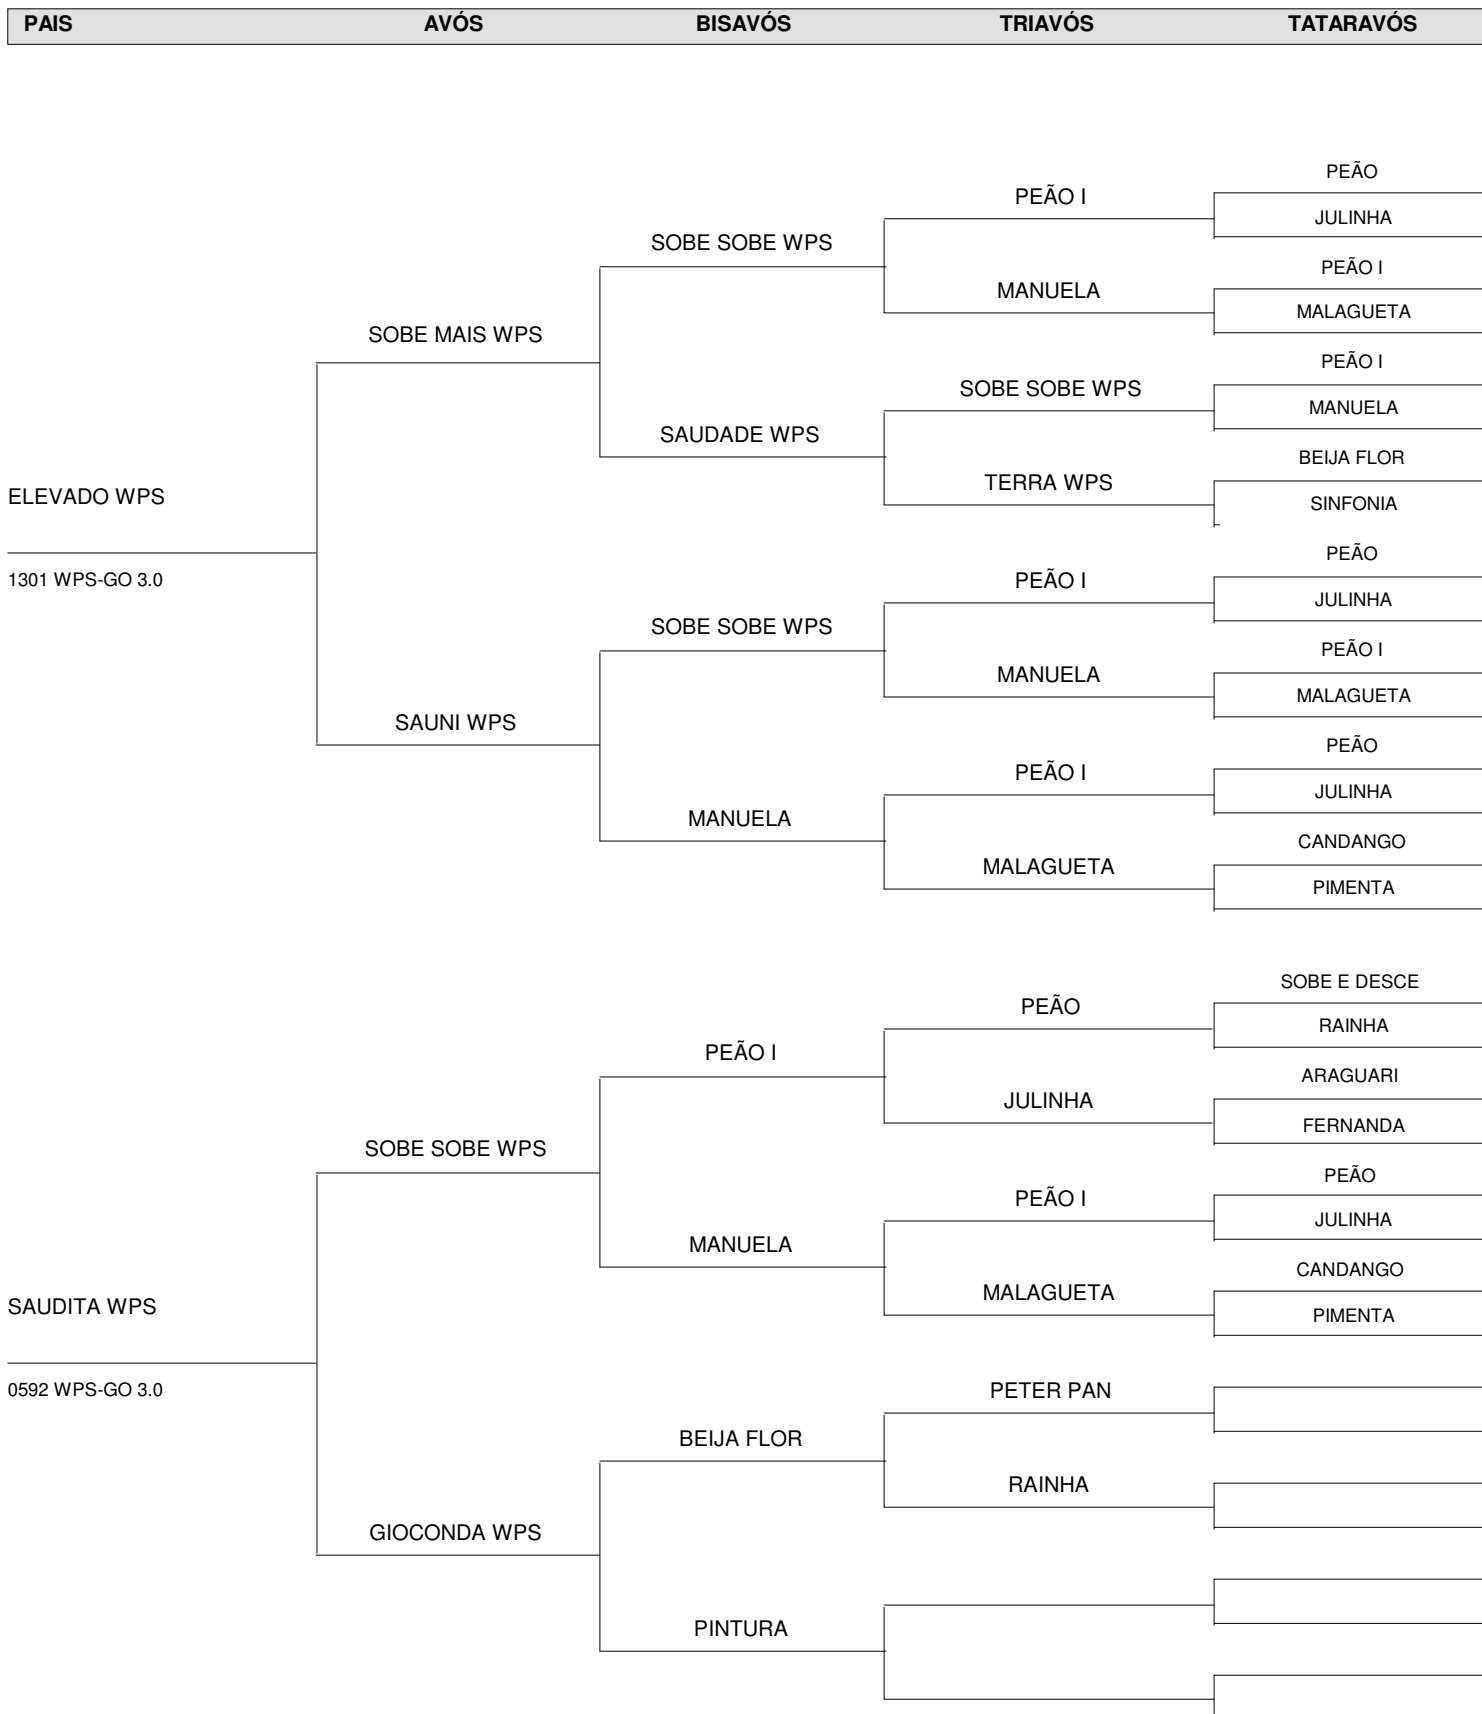 PAIS AVÓS BISAVÓS TRIAVÓS TATARAVÓS
PEÃO
PEÃO I
JULINHA
SOBE SOBE WPS
PEÃO I
MANUELA
MALAGUETA
SOBE MAIS WPS
PEÃO I
SOBE SOBE WPS
MANUELA
SAUDADE WPS
BEIJA FLOR
TERRA WPS
ELEVADO WPS
SINFONIA
PEÃO
1301 WPS-GO 3.0
PEÃO I
JULINHA
SOBE SOBE WPS
PEÃO I
MANUELA
MALAGUETA
SAUNI WPS
PEÃO
PEÃO I
JULINHA
MANUELA
CANDANGO
MALAGUETA
PIMENTA
SOBE E DESCE
PEÃO
RAINHA
PEÃO I
ARAGUARI
JULINHA
FERNANDA
SOBE SOBE WPS
PEÃO
PEÃO I
JULINHA
MANUELA
CANDANGO
MALAGUETA
SAUDITA WPS
PIMENTA
0592 WPS-GO 3.0
PETER PAN
BEIJA FLOR
RAINHA
GIOCONDA WPS
PINTURA